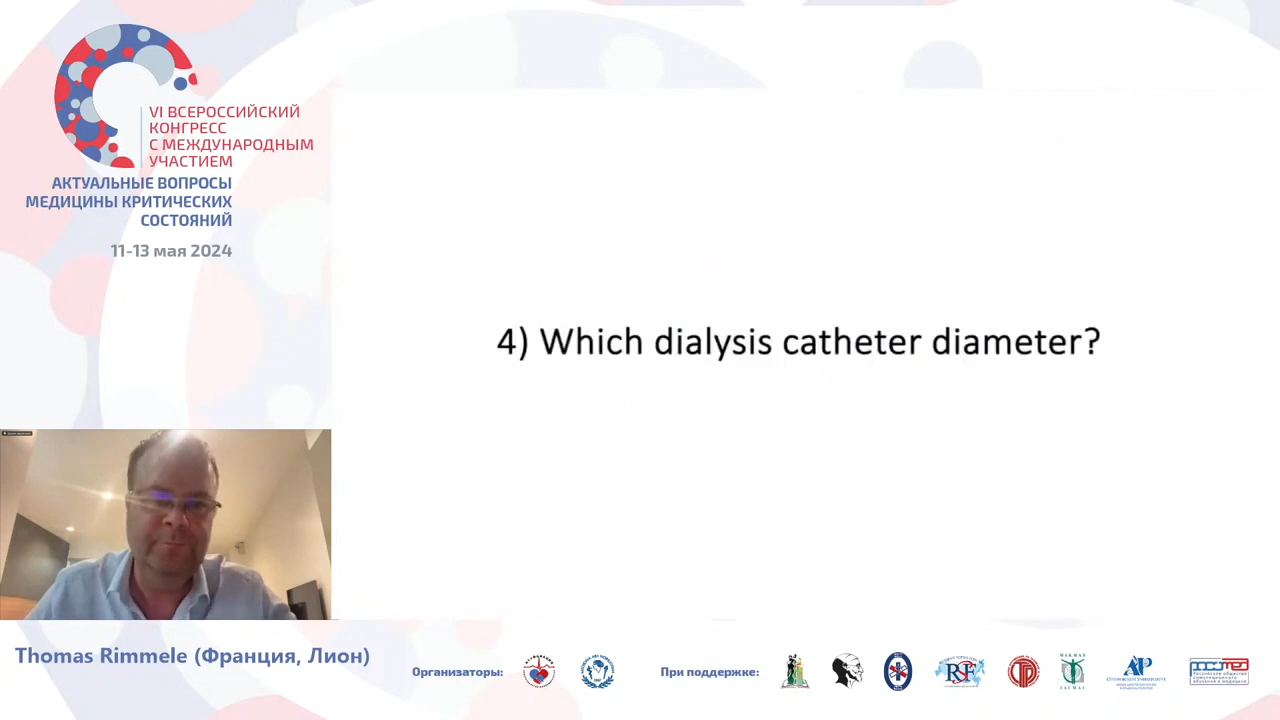 VI ВСЕРОССИЙСКИЙ
КОНГРЕСС
С МЕЖДУНАРОДНЫМ
УЧАСТИЕМ
АКТУАЛЬНЫЕ ВОПРОСЫ
МЕДИЦИНЫ КРИТИЧЕСКИХ
СОСТОЯНИЙ
11-13 мая 2024
4) Which dialysis catheter diameter?
Thomas Rimmele (Франция, Лион)
Организаторы:
При поддержке: